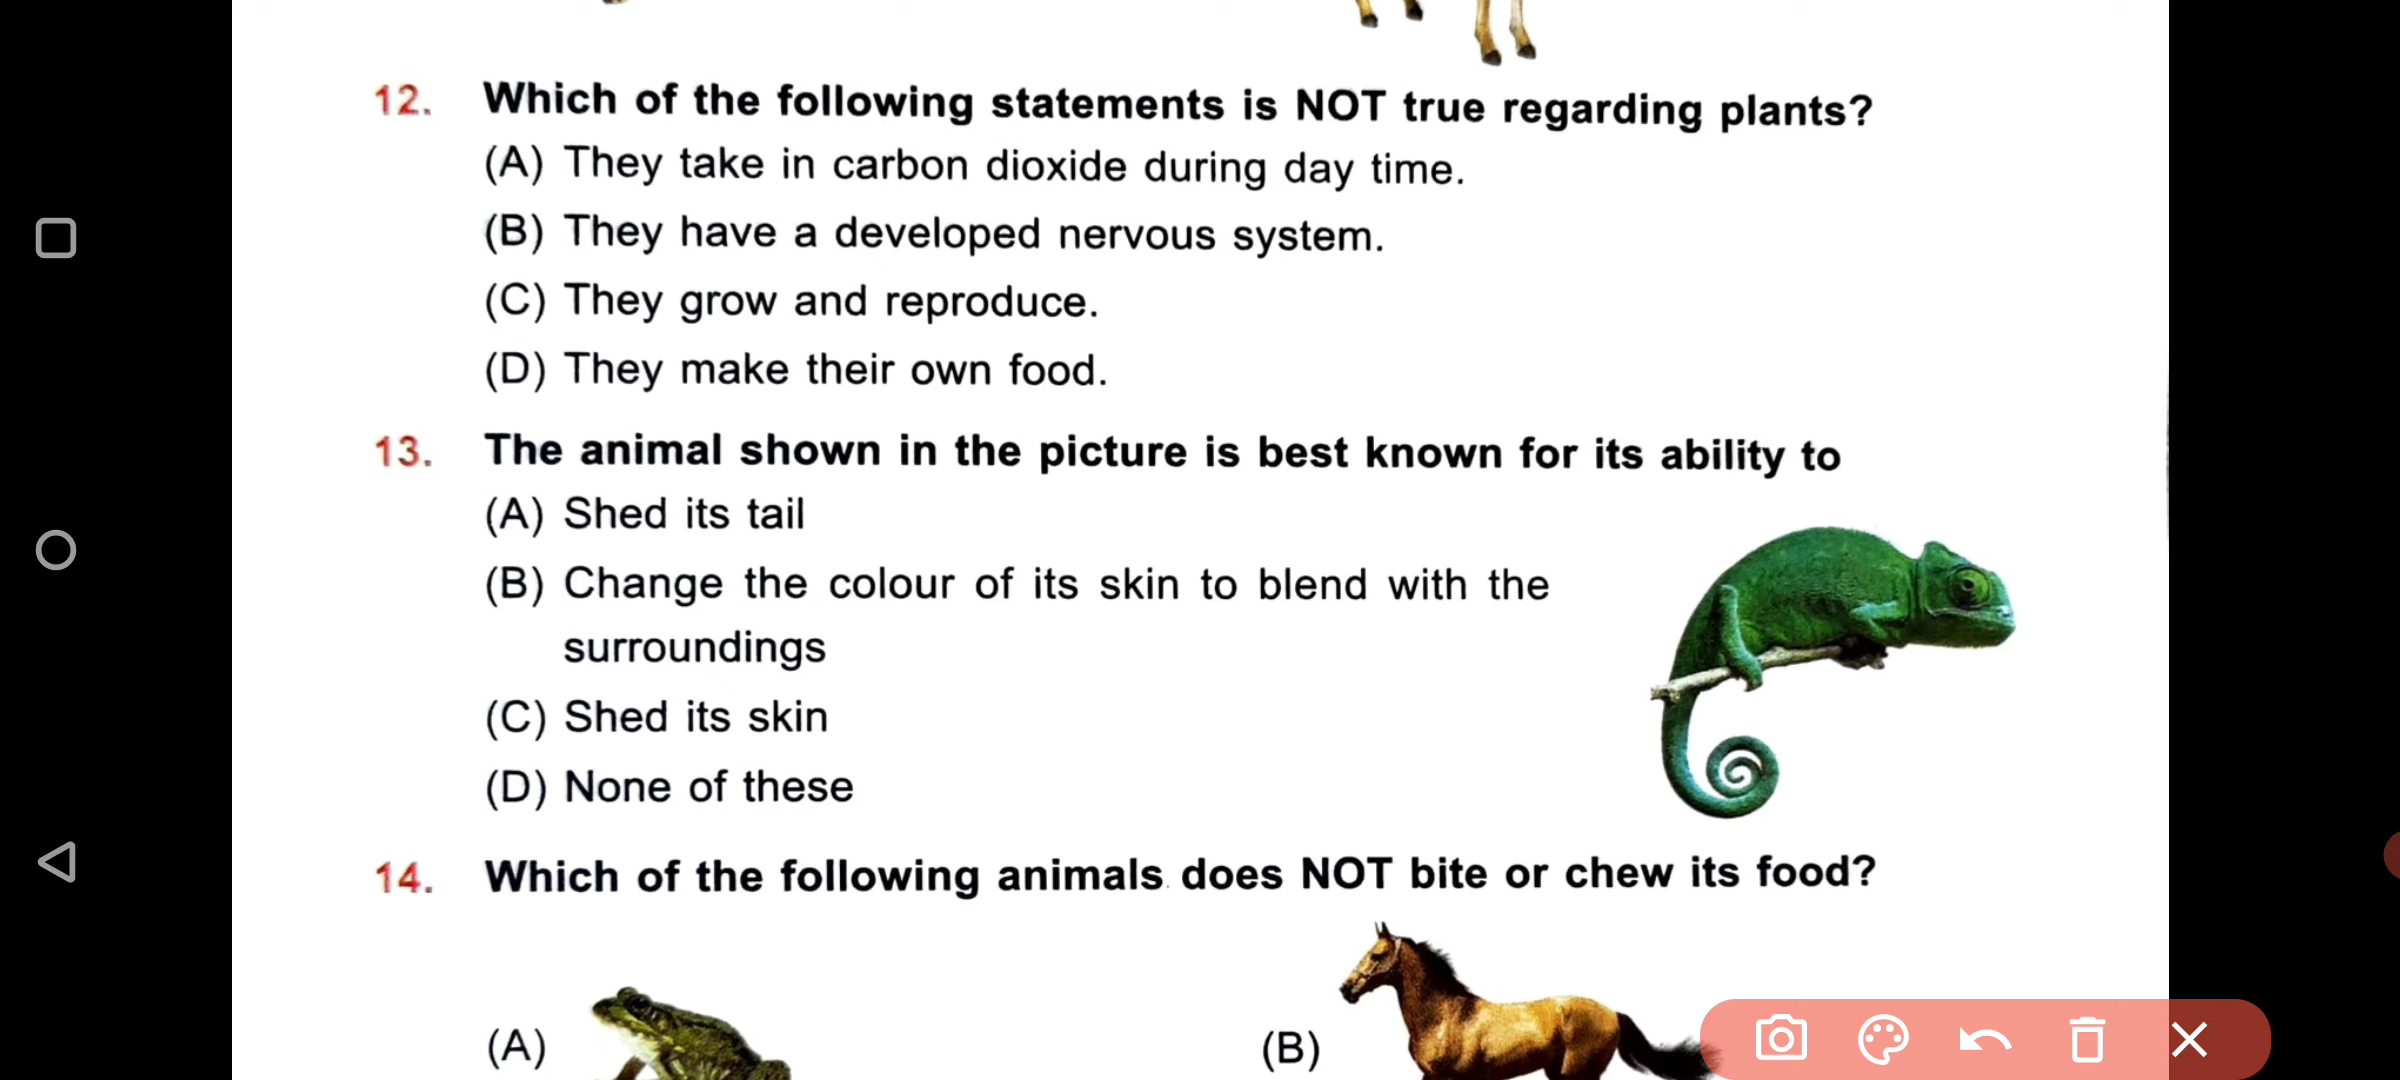 12. Which of the following statements is NOT true regarding plants?
(A) They take in carbon dioxide during day time.
(B) They have a developed nervous system.
(C) They grow and reproduce.
(D) They make their own food.
13. The animal shown in the picture is best known for its ability to
(A) Shed its tail
(B) Change the colour of its skin to blend with the
surroundings
(C) Shed its skin
(D) None of these
14. Which of the following animals does NOT bite or chew its food?
(A)
(B)